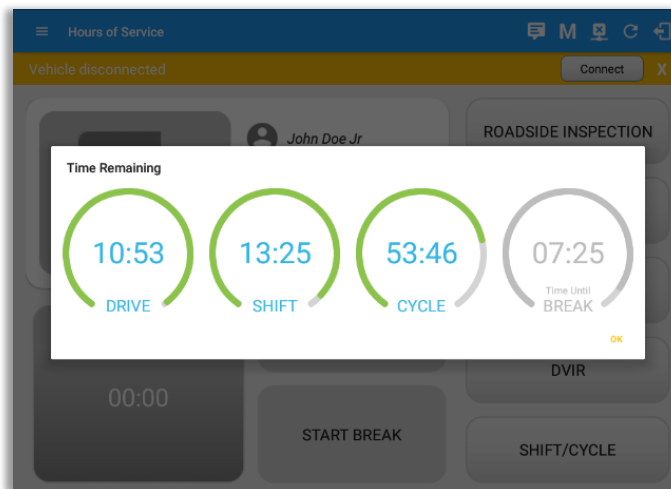 Hours of Service
M
Vehicle disconnected
Connect
X
John Doe Jr
ROADSIDE INSPECTION
Time Remaining
10:53
DRIVE
13:25
SHIFT
53:46
CYCLE
07:25
Time Until
BREAK
OK
00:00
START BREAK
DVIR
SHIFT/CYCLE